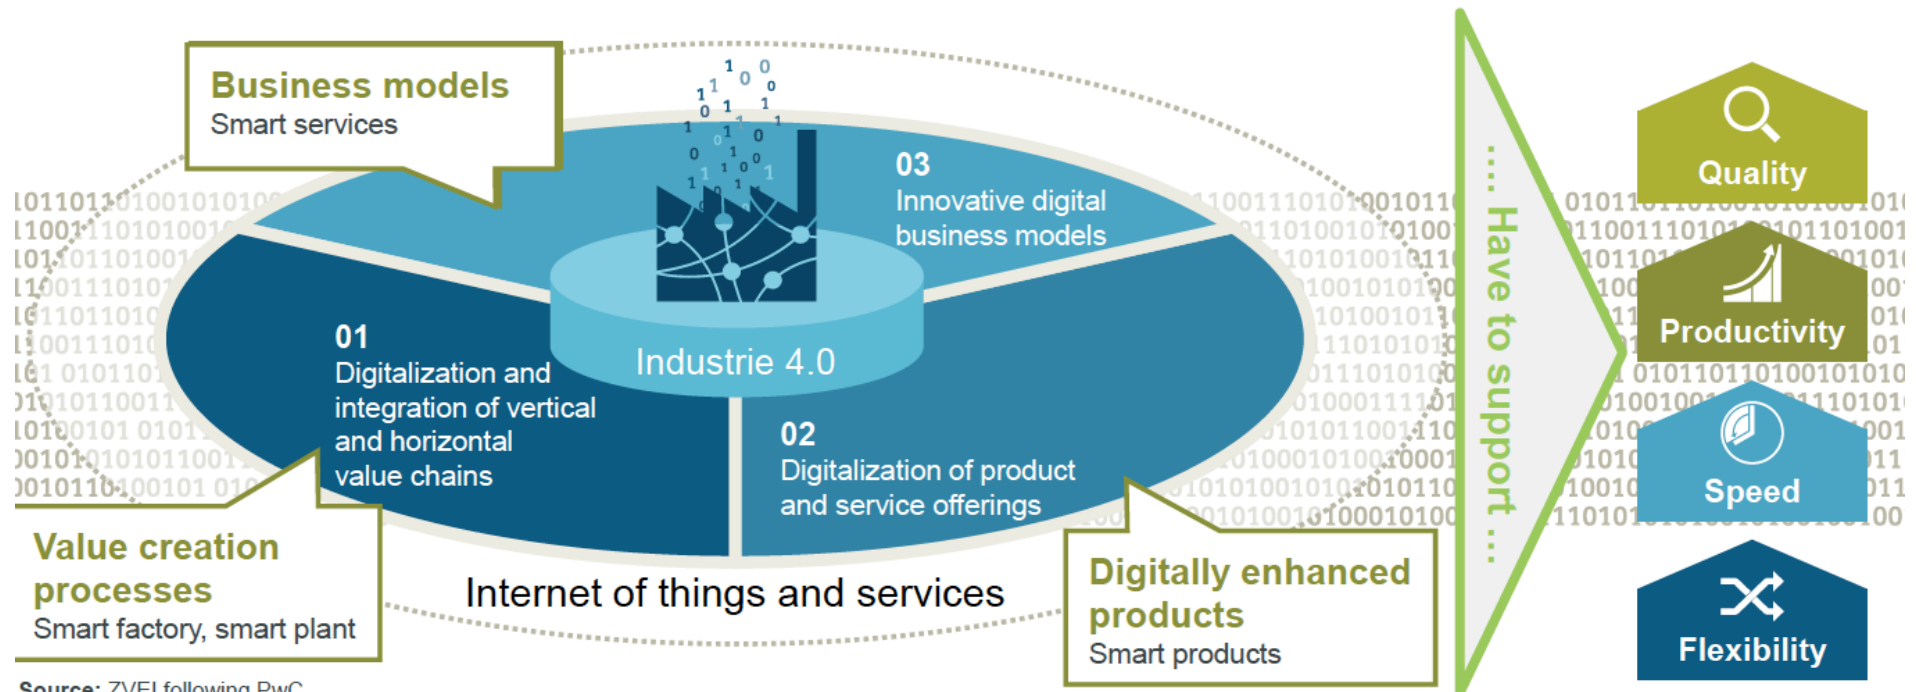 Business models
Smart services
03
Innovative digital
business models
01
Digitalization and
integration of vertical
and horizontal
value chains
Industrie 4.0
02
Digitalization of product
and service offerings
Value creation
processes
Smart factory, smart plant
Internet of things and services
Digitally enhanced
products
Smart products
.... Have to support ....
Quality
Productivity
Speed
Flexibility
Source: ZVEI following PwC